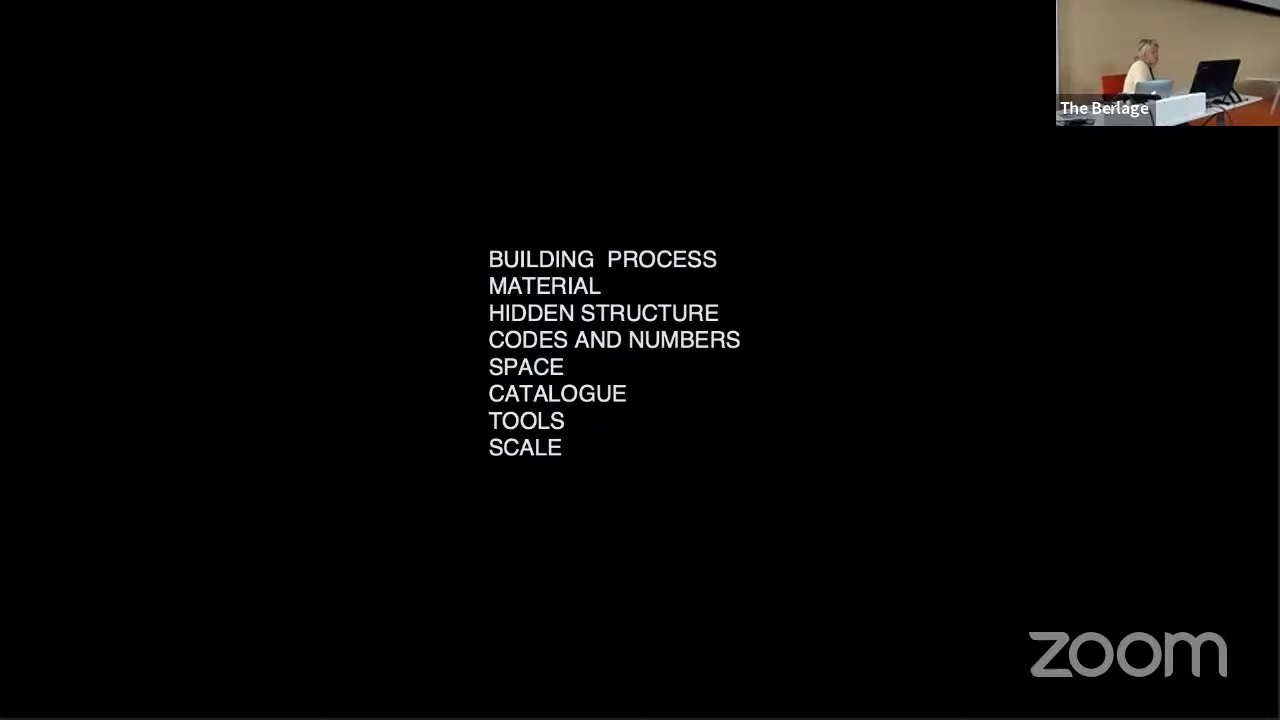 The Berlage
BUILDING  PROCESS
MATERIAL
HIDDEN STRUCTURE
CODES AND NUMBERS
SPACE
CATALOGUE
TOOLS
SCALE
zoom